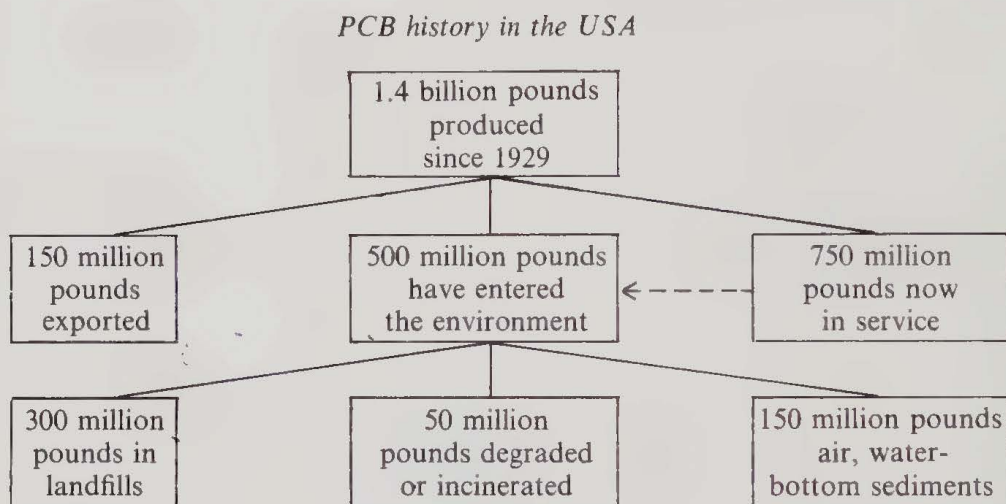 PCB history in the USA
1.4 billion pounds
produced
since 1929
150 million
pounds
exported
500 million pounds
have entered
the environment
750 million
pounds now
in service
300 million
pounds in
landfills
50 million
pounds degraded
or incinerated
150 million pounds
air, water-
bottom sediments